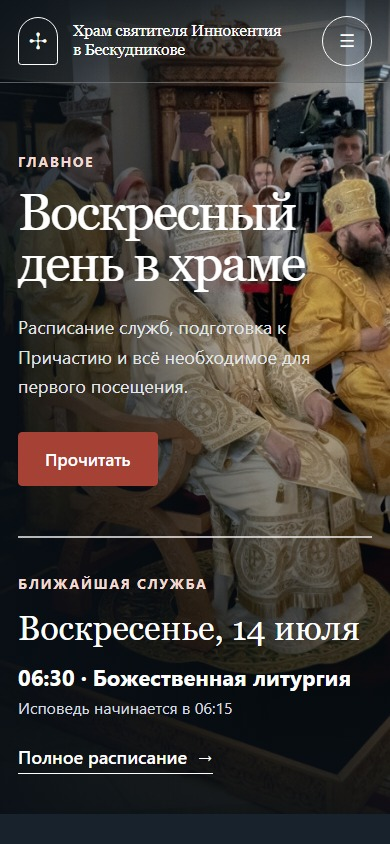 Храм святителя Иннокентия
в Бескудникове
ГЛАВНОЕ
Воскресный
день в храме
Расписание служб, подготовка к
Причастию и всё необходимое для
первого посещения.
Прочитать
БЛИЖАЙШАЯ СЛУЖБА
Воскресенье, 14 июля
06:30 · Божественная литургия
Исповедь начинается в 06:15
Полное расписание →